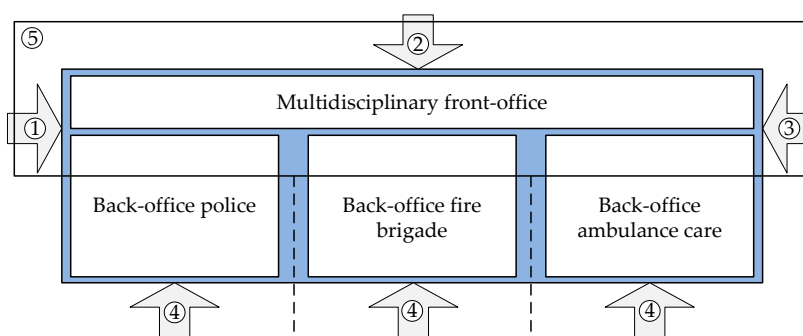 ⑤
②
Multidisciplinary front-office
①
③
Back-office police
Back-office fire
brigade
Back-office
ambulance care
④
④
④